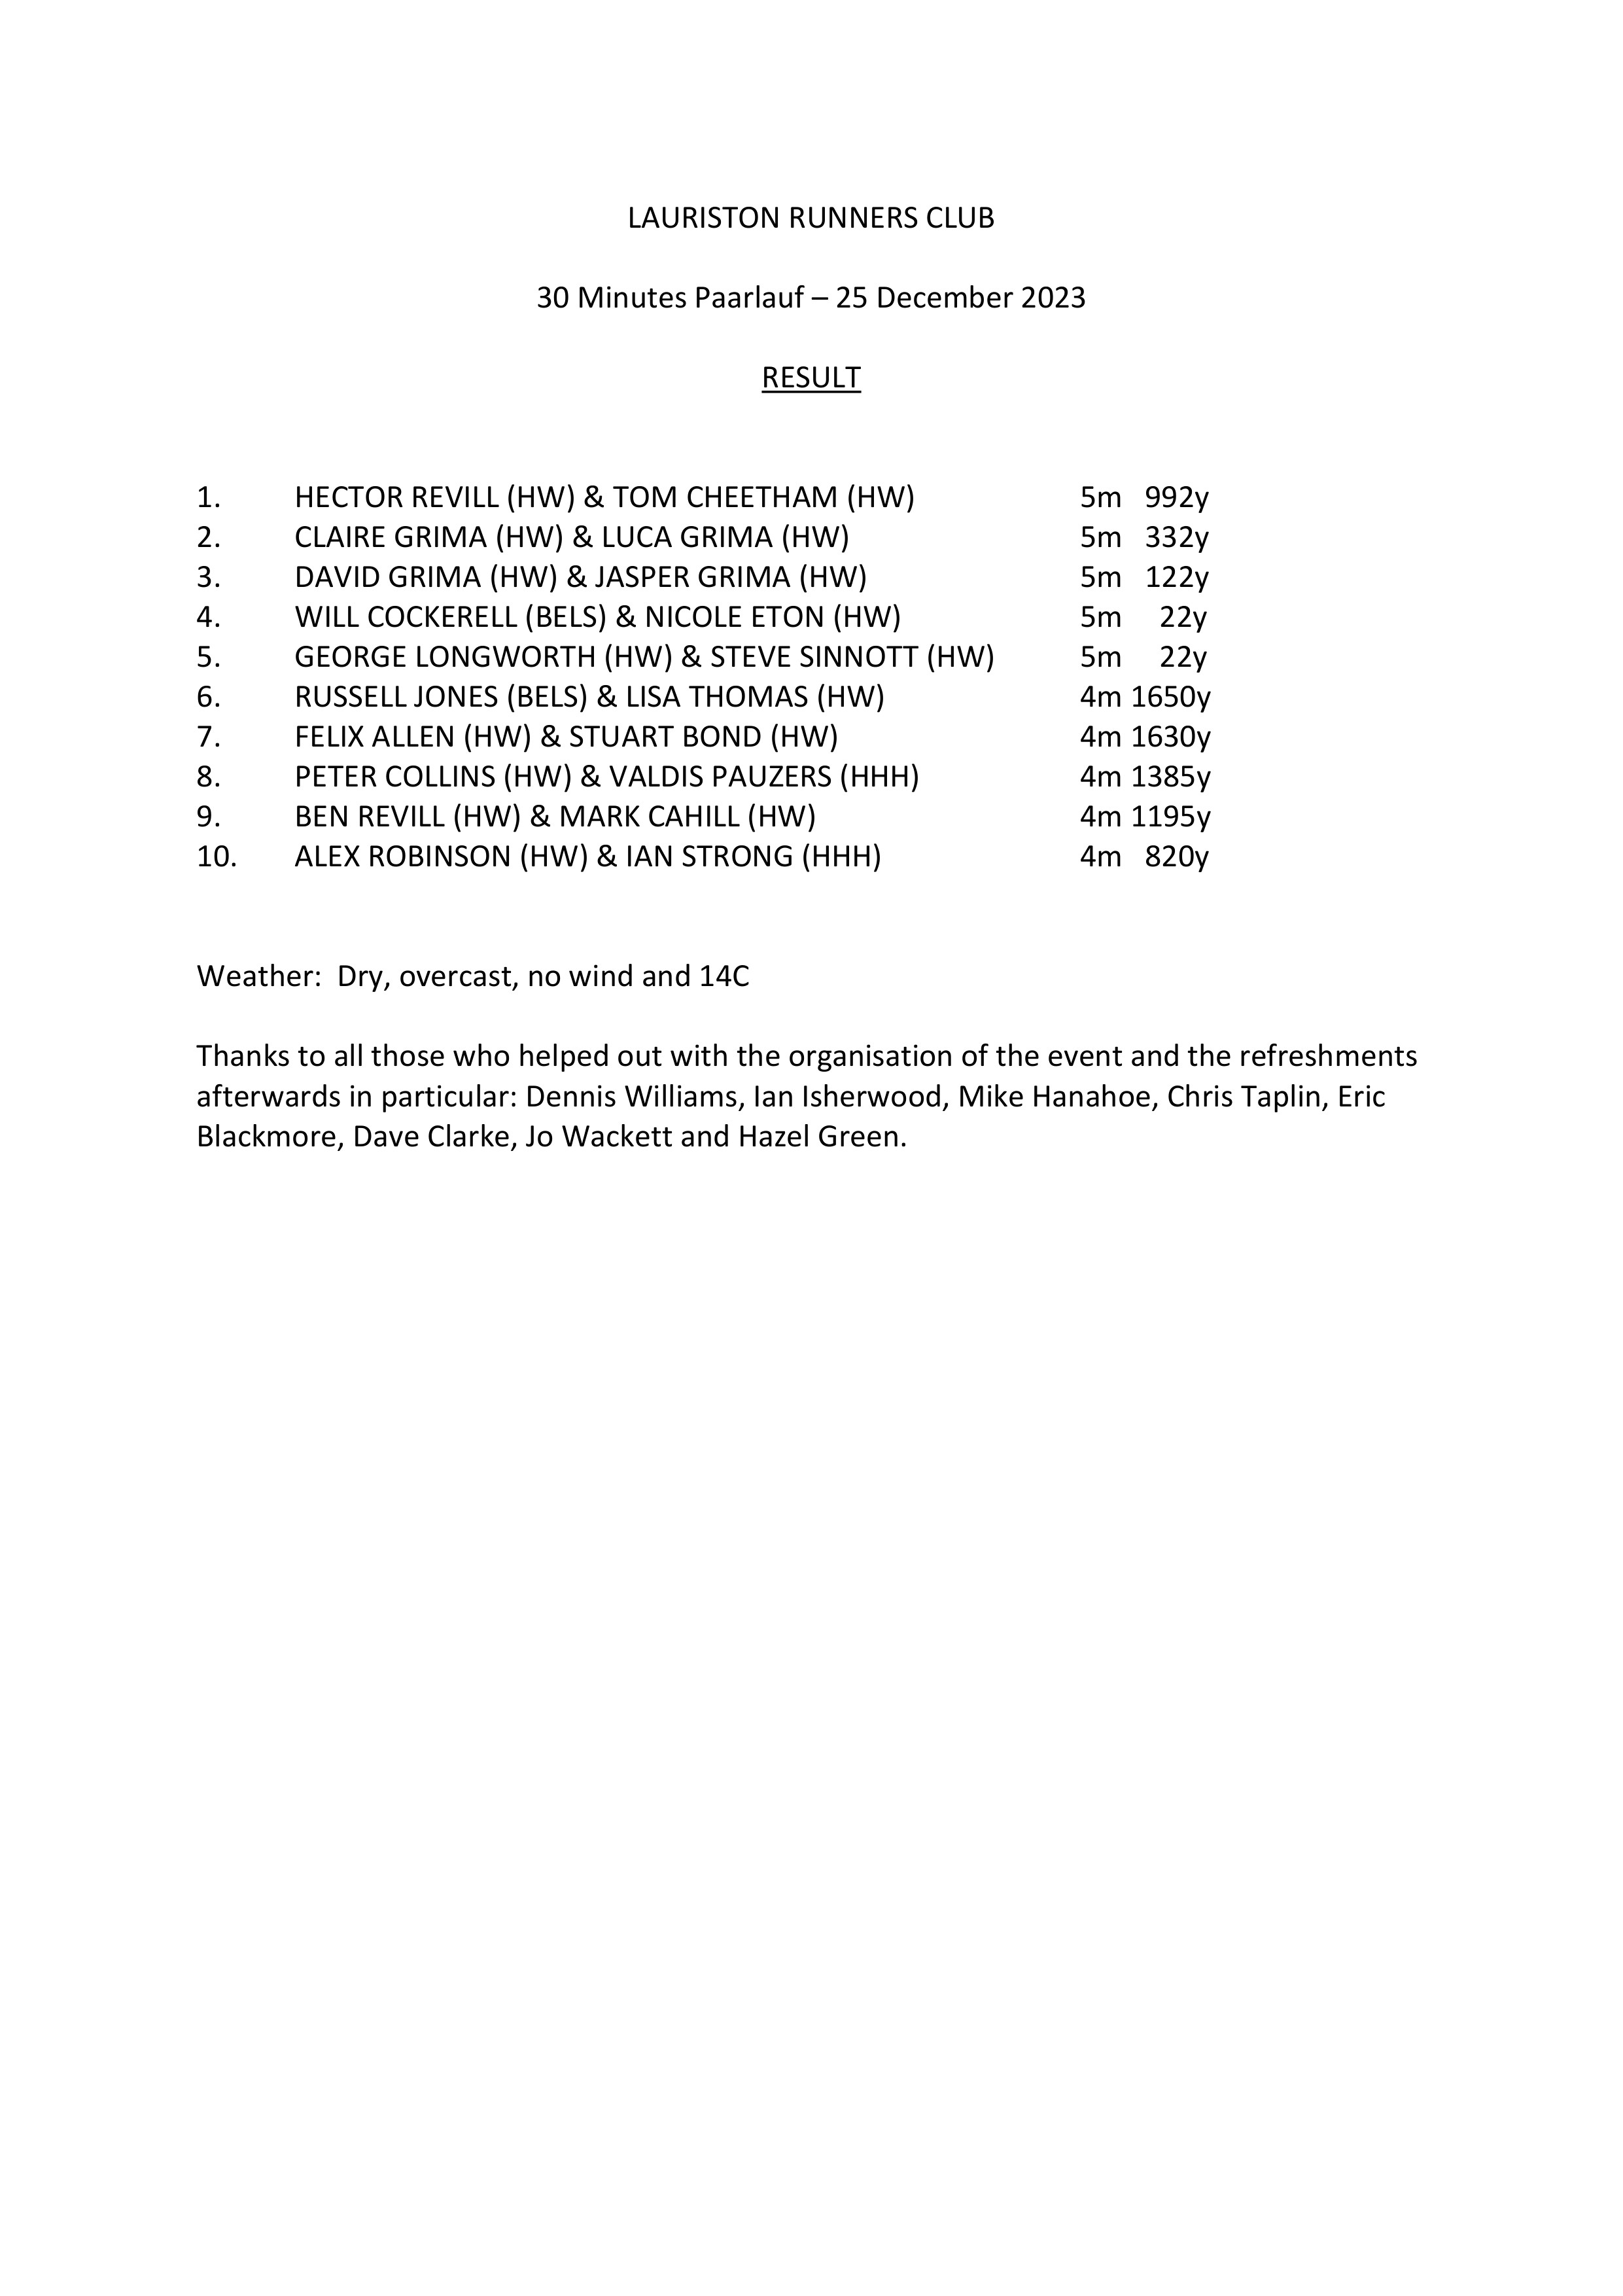 LAURISTON RUNNERS CLUB
30 Minutes Paarlauf – 25 December 2023
RESULT
1. HECTOR REVILL (HW) & TOM CHEETHAM (HW) 5m 992y
2. CLAIRE GRIMA (HW) & LUCA GRIMA (HW) 5m 332y
3. DAVID GRIMA (HW) & JASPER GRIMA (HW) 5m 122y
4. WILL COCKERELL (BELS) & NICOLE ETON (HW) 5m 22y
5. GEORGE LONGWORTH (HW) & STEVE SINNOTT (HW) 5m 22y
6. RUSSELL JONES (BELS) & LISA THOMAS (HW) 4m 1650y
7. FELIX ALLEN (HW) & STUART BOND (HW) 4m 1630y
8. PETER COLLINS (HW) & VALDIS PAUZERS (HHH) 4m 1385y
9. BEN REVILL (HW) & MARK CAHILL (HW) 4m 1195y
10. ALEX ROBINSON (HW) & IAN STRONG (HHH) 4m 820y
Weather: Dry, overcast, no wind and 14C
Thanks to all those who helped out with the organisation of the event and the refreshments
afterwards in particular: Dennis Williams, Ian Isherwood, Mike Hanahoe, Chris Taplin, Eric
Blackmore, Dave Clarke, Jo Wackett and Hazel Green.